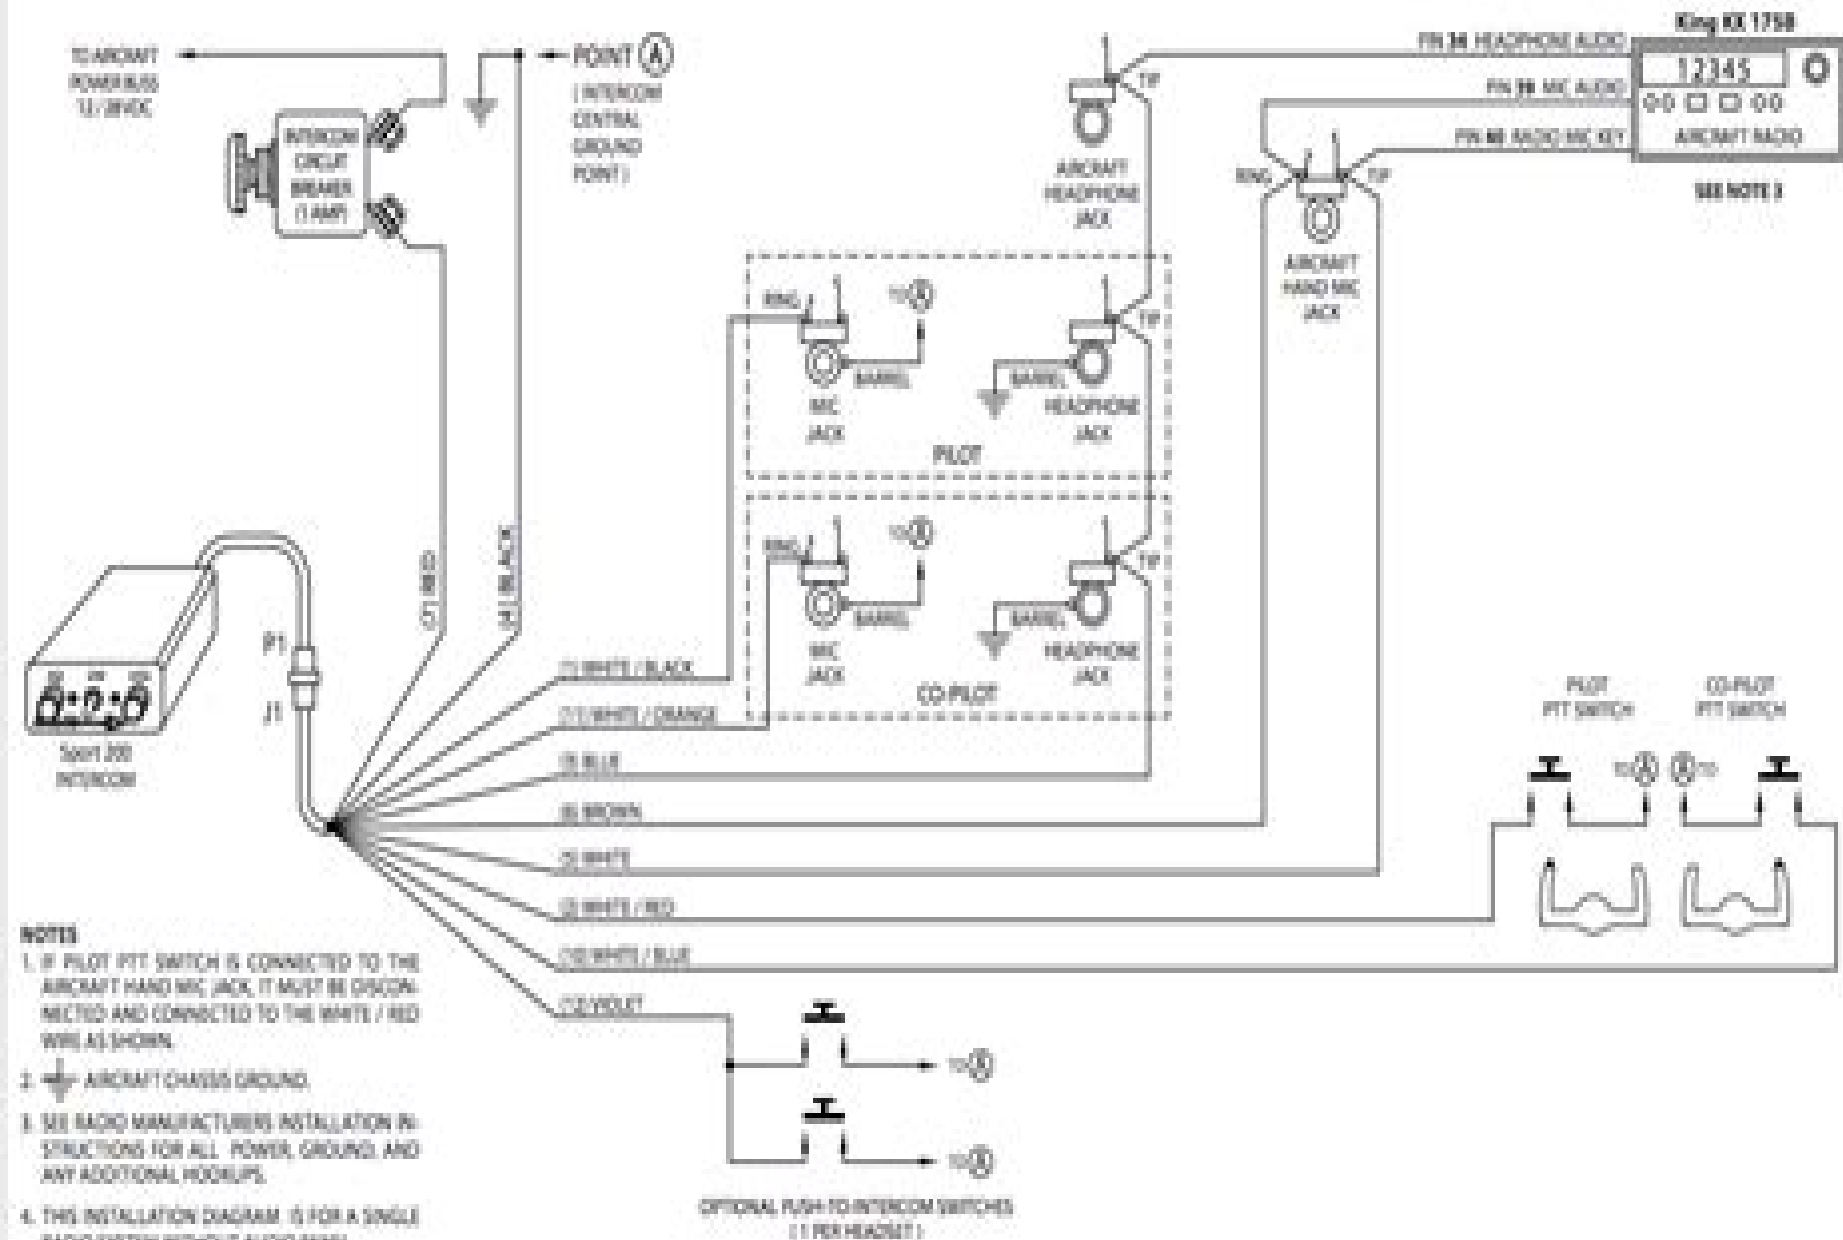 TO AIRCRAFT
POWER BUSS
12/28VDC
POINT A
( INTERCOM
CENTRAL
GROUND
POINT )
INTERCOM
CIRCUIT
BREAKER
(1 AMP)
King KX 175B
PIN HEADPHONE AUDIO
PIN MIC AUDIO
PIN RADIO MIC KEY
12345
AIRCRAFT RADIO
SEE NOTE 3
TIP
AIRCRAFT
HEADPHONE
JACK
RING
TIP
AIRCRAFT
HAND MIC
JACK
RING
TO A
TIP
BARREL
BARREL
MIC
JACK
HEADPHONE
JACK
PILOT
RING
TO A
TIP
BARREL
BARREL
MIC
JACK
HEADPHONE
JACK
CO-PILOT
(7) RED
(4) BLACK
P1
J1
Sport 200
INTERCOM
(1) WHITE / BLACK
(11) WHITE / ORANGE
BLUE
(6) BROWN
WHITE
WHITE / RED
(10) WHITE / BLUE
(12) VIOLET
PILOT
PTT SWITCH
CO-PILOT
PTT SWITCH
TO A
A TO
TO A
TO A
OPTIONAL PUSH-TO-INTERCOM SWITCHES
( 1 PER HEADSET )
NOTES
1. IF PILOT PTT SWITCH IS CONNECTED TO THE
AIRCRAFT HAND MIC JACK, IT MUST BE DISCON-
NECTED AND CONNECTED TO THE WHITE / RED
WIRE AS SHOWN.
2. AIRCRAFT CHASSIS GROUND.
3. SEE RADIO MANUFACTURERS INSTALLATION IN-
STRUCTIONS FOR ALL POWER, GROUND, AND
ANY ADDITIONAL HOOKUPS.
4. THIS INSTALLATION DIAGRAM IS FOR A SINGLE
RADIO SYSTEM WITHOUT AUDIO PANEL